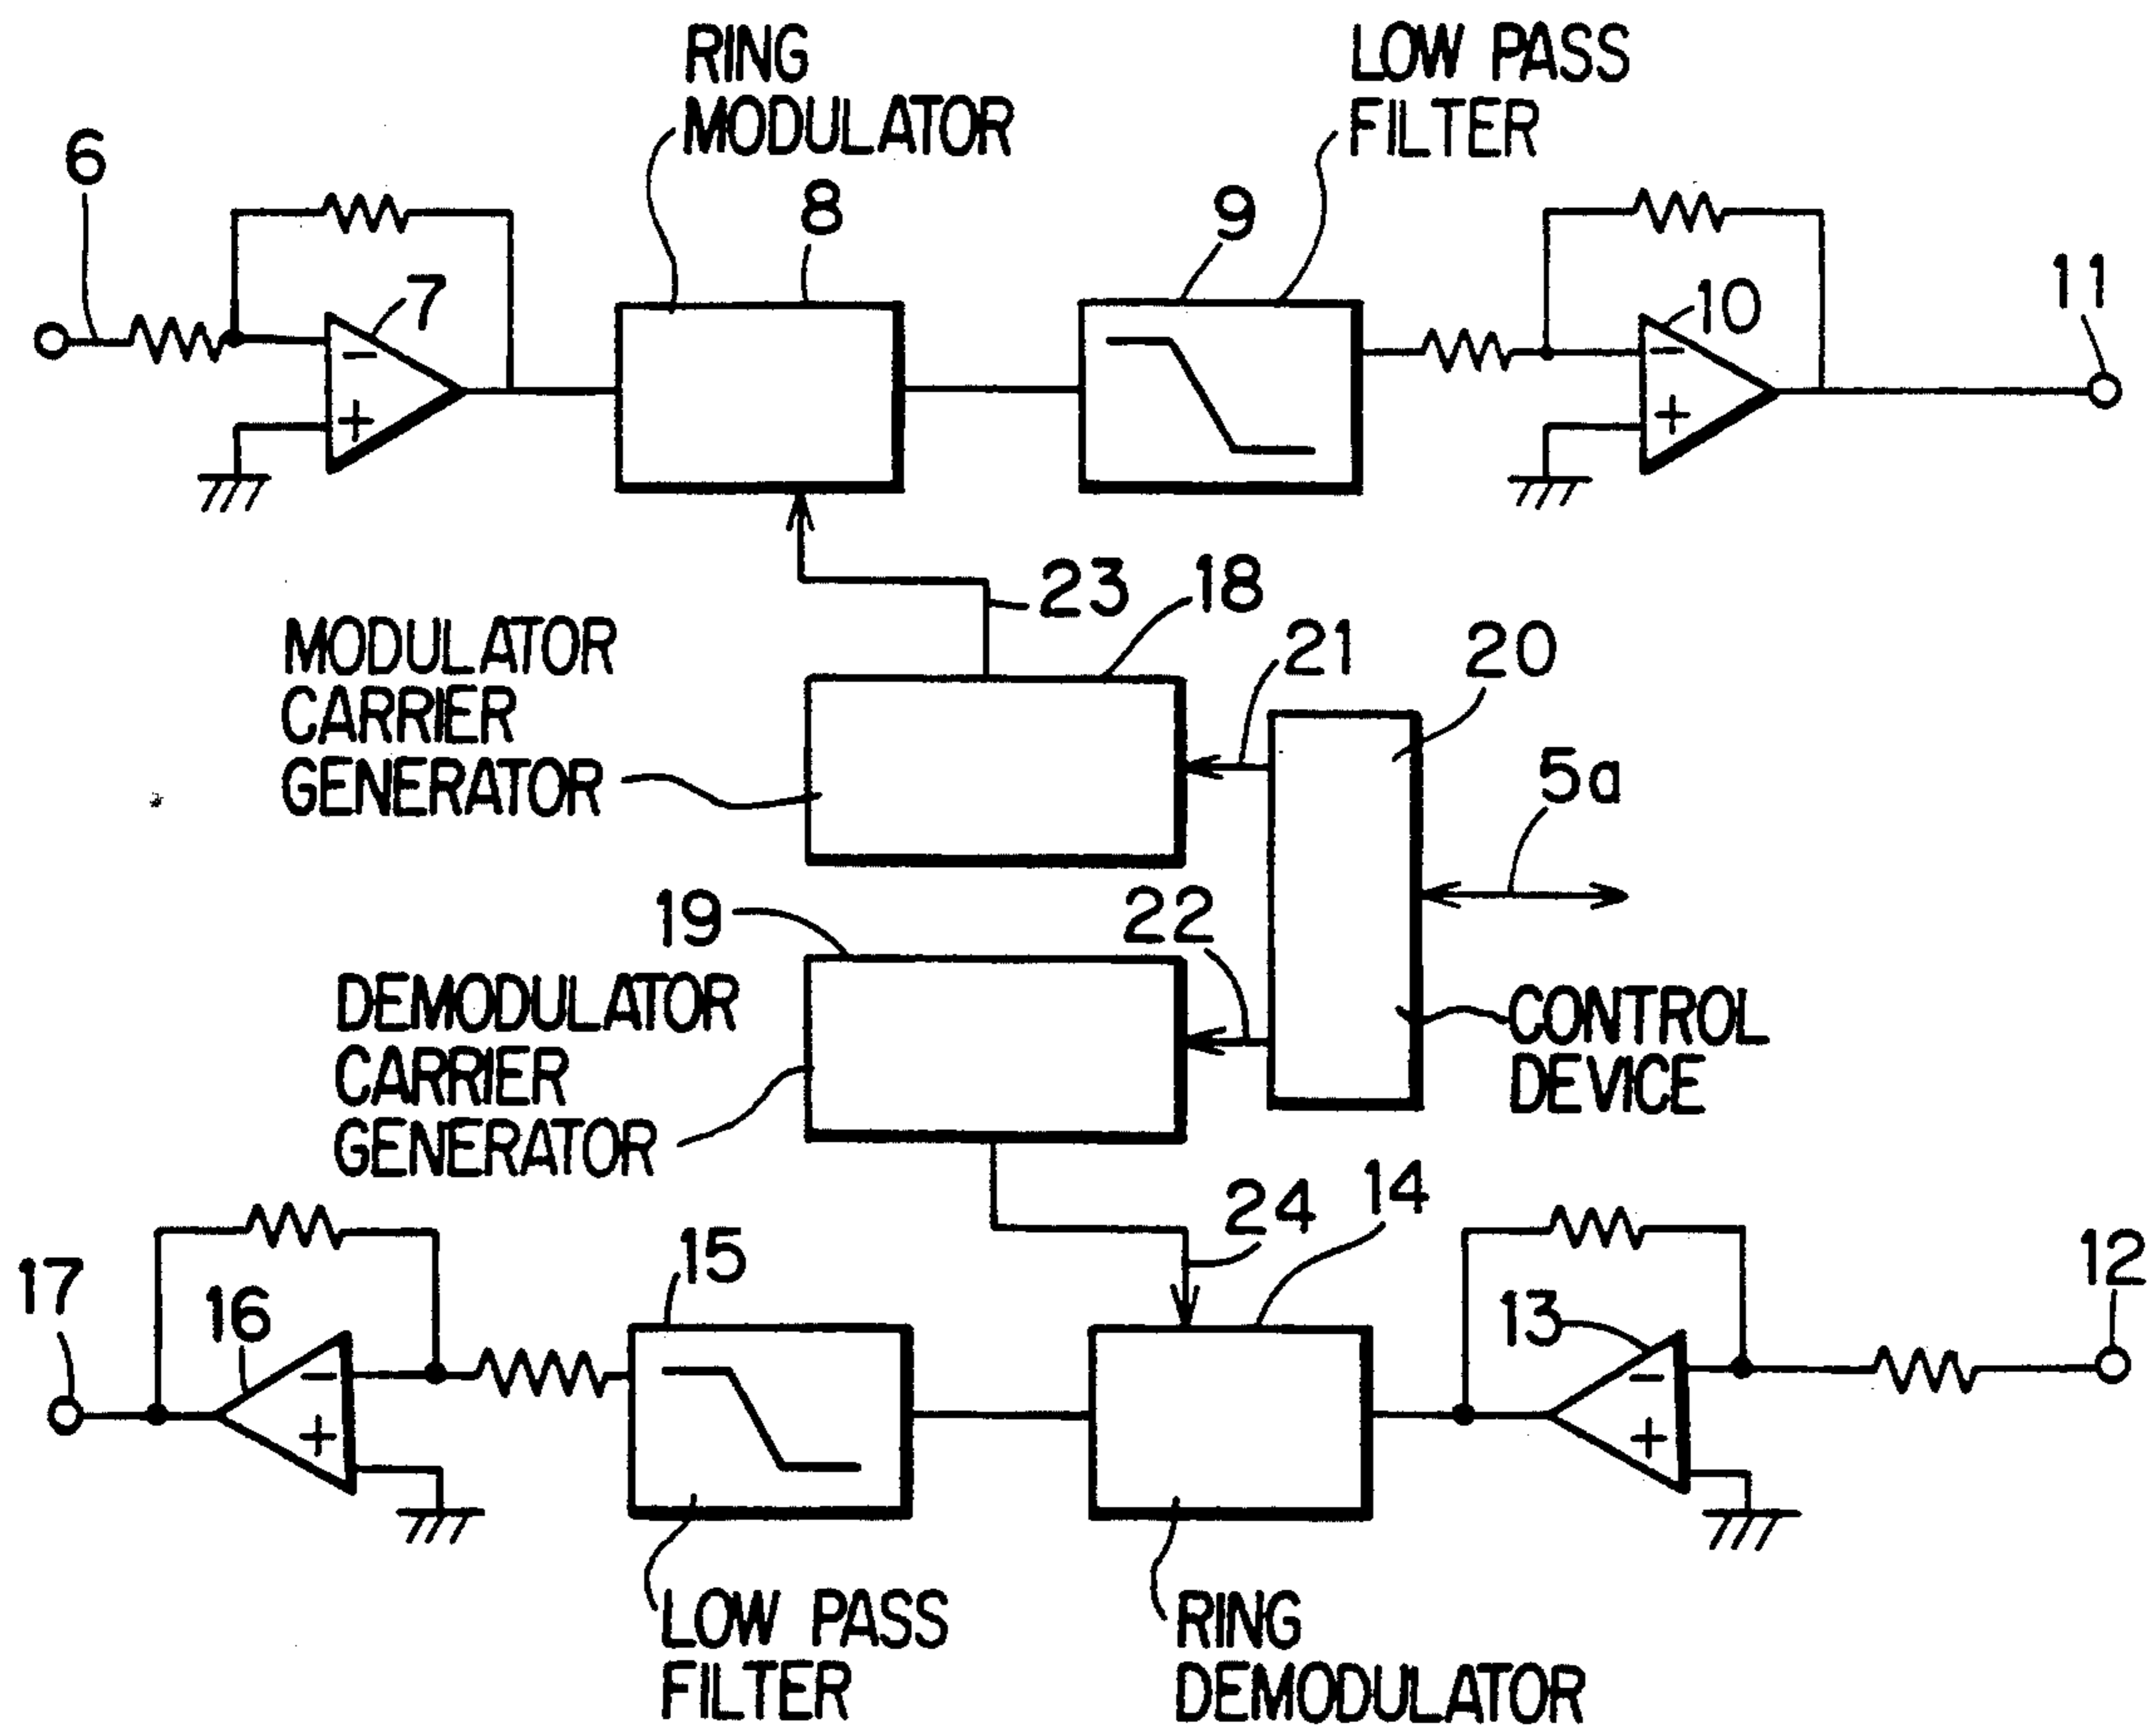 RING
MODULATOR
LOW PASS
FILTER
6
8
9
7
10
11
−
+
−
+
23
18
21
20
MODULATOR
CARRIER
GENERATOR
5a
19
22
DEMODULATOR
CARRIER
GENERATOR
CONTROL
DEVICE
24
14
15
12
17
16
13
−
+
−
+
LOW PASS
FILTER
RING
DEMODULATOR